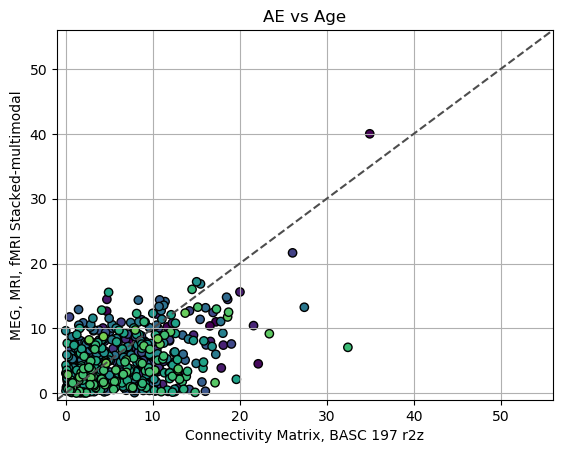 AE vs Age
MEG, MRI, fMRI Stacked-multimodal
50
40
30
20
10
0
0 10 20 30 40 50
Connectivity Matrix, BASC 197 r2z